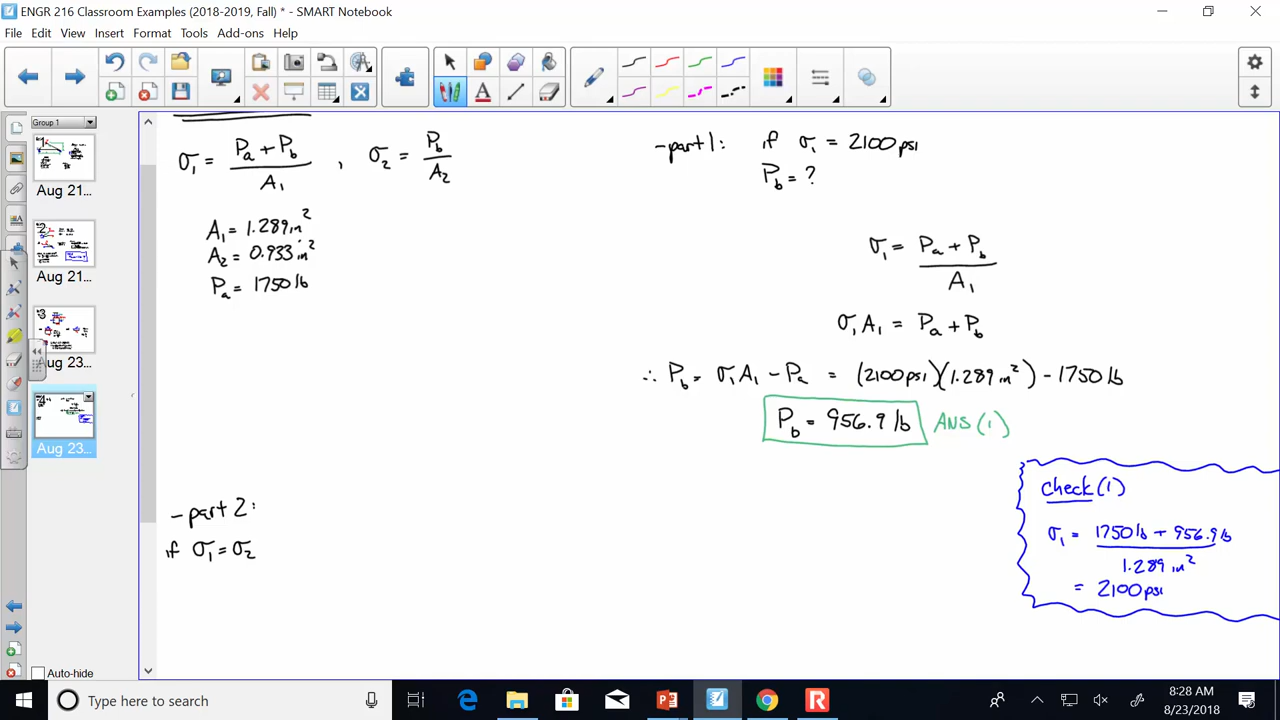 ENGR 216 Classroom Examples (2018-2019, Fall) * - SMART Notebook
File Edit View Insert Format Tools Add-ons Help
Group 1
Aug 21...
Aug 21...
Aug 23...
Aug 23...
Auto-hide
σ₁ = (Pa + Pb) / A₁ , σ₂ = Pb / A₂
A₁ = 1.289 in²
A₂ = 0.933 in²
Pa = 1750 lb
- part 1: if σ₁ = 2100 psi
Pb = ?
σ₁ = (Pa + Pb) / A₁
σ₁A₁ = Pa + Pb
∴ Pb = σ₁A₁ - Pa = (2100 psi)(1.289 in²) - 1750 lb
Pb = 956.9 lb ANS (1)
check (1)
σ₁ = (1750 lb + 956.9 lb) / 1.289 in²
= 2100 psi
- part 2:
if σ₁ = σ₂
Type here to search
8:28 AM
8/23/2018